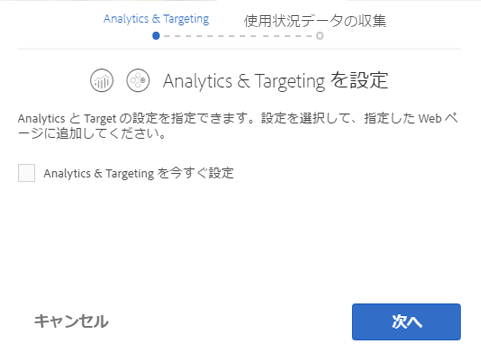 Analytics & Targeting
使用状況データの収集
Analytics & Targeting を設定
Analytics と Target の設定を指定できます。設定を選択して、指定した Web ペ
ージに追加してください。
Analytics & Targeting を今すぐ設定
キャンセル
次へ